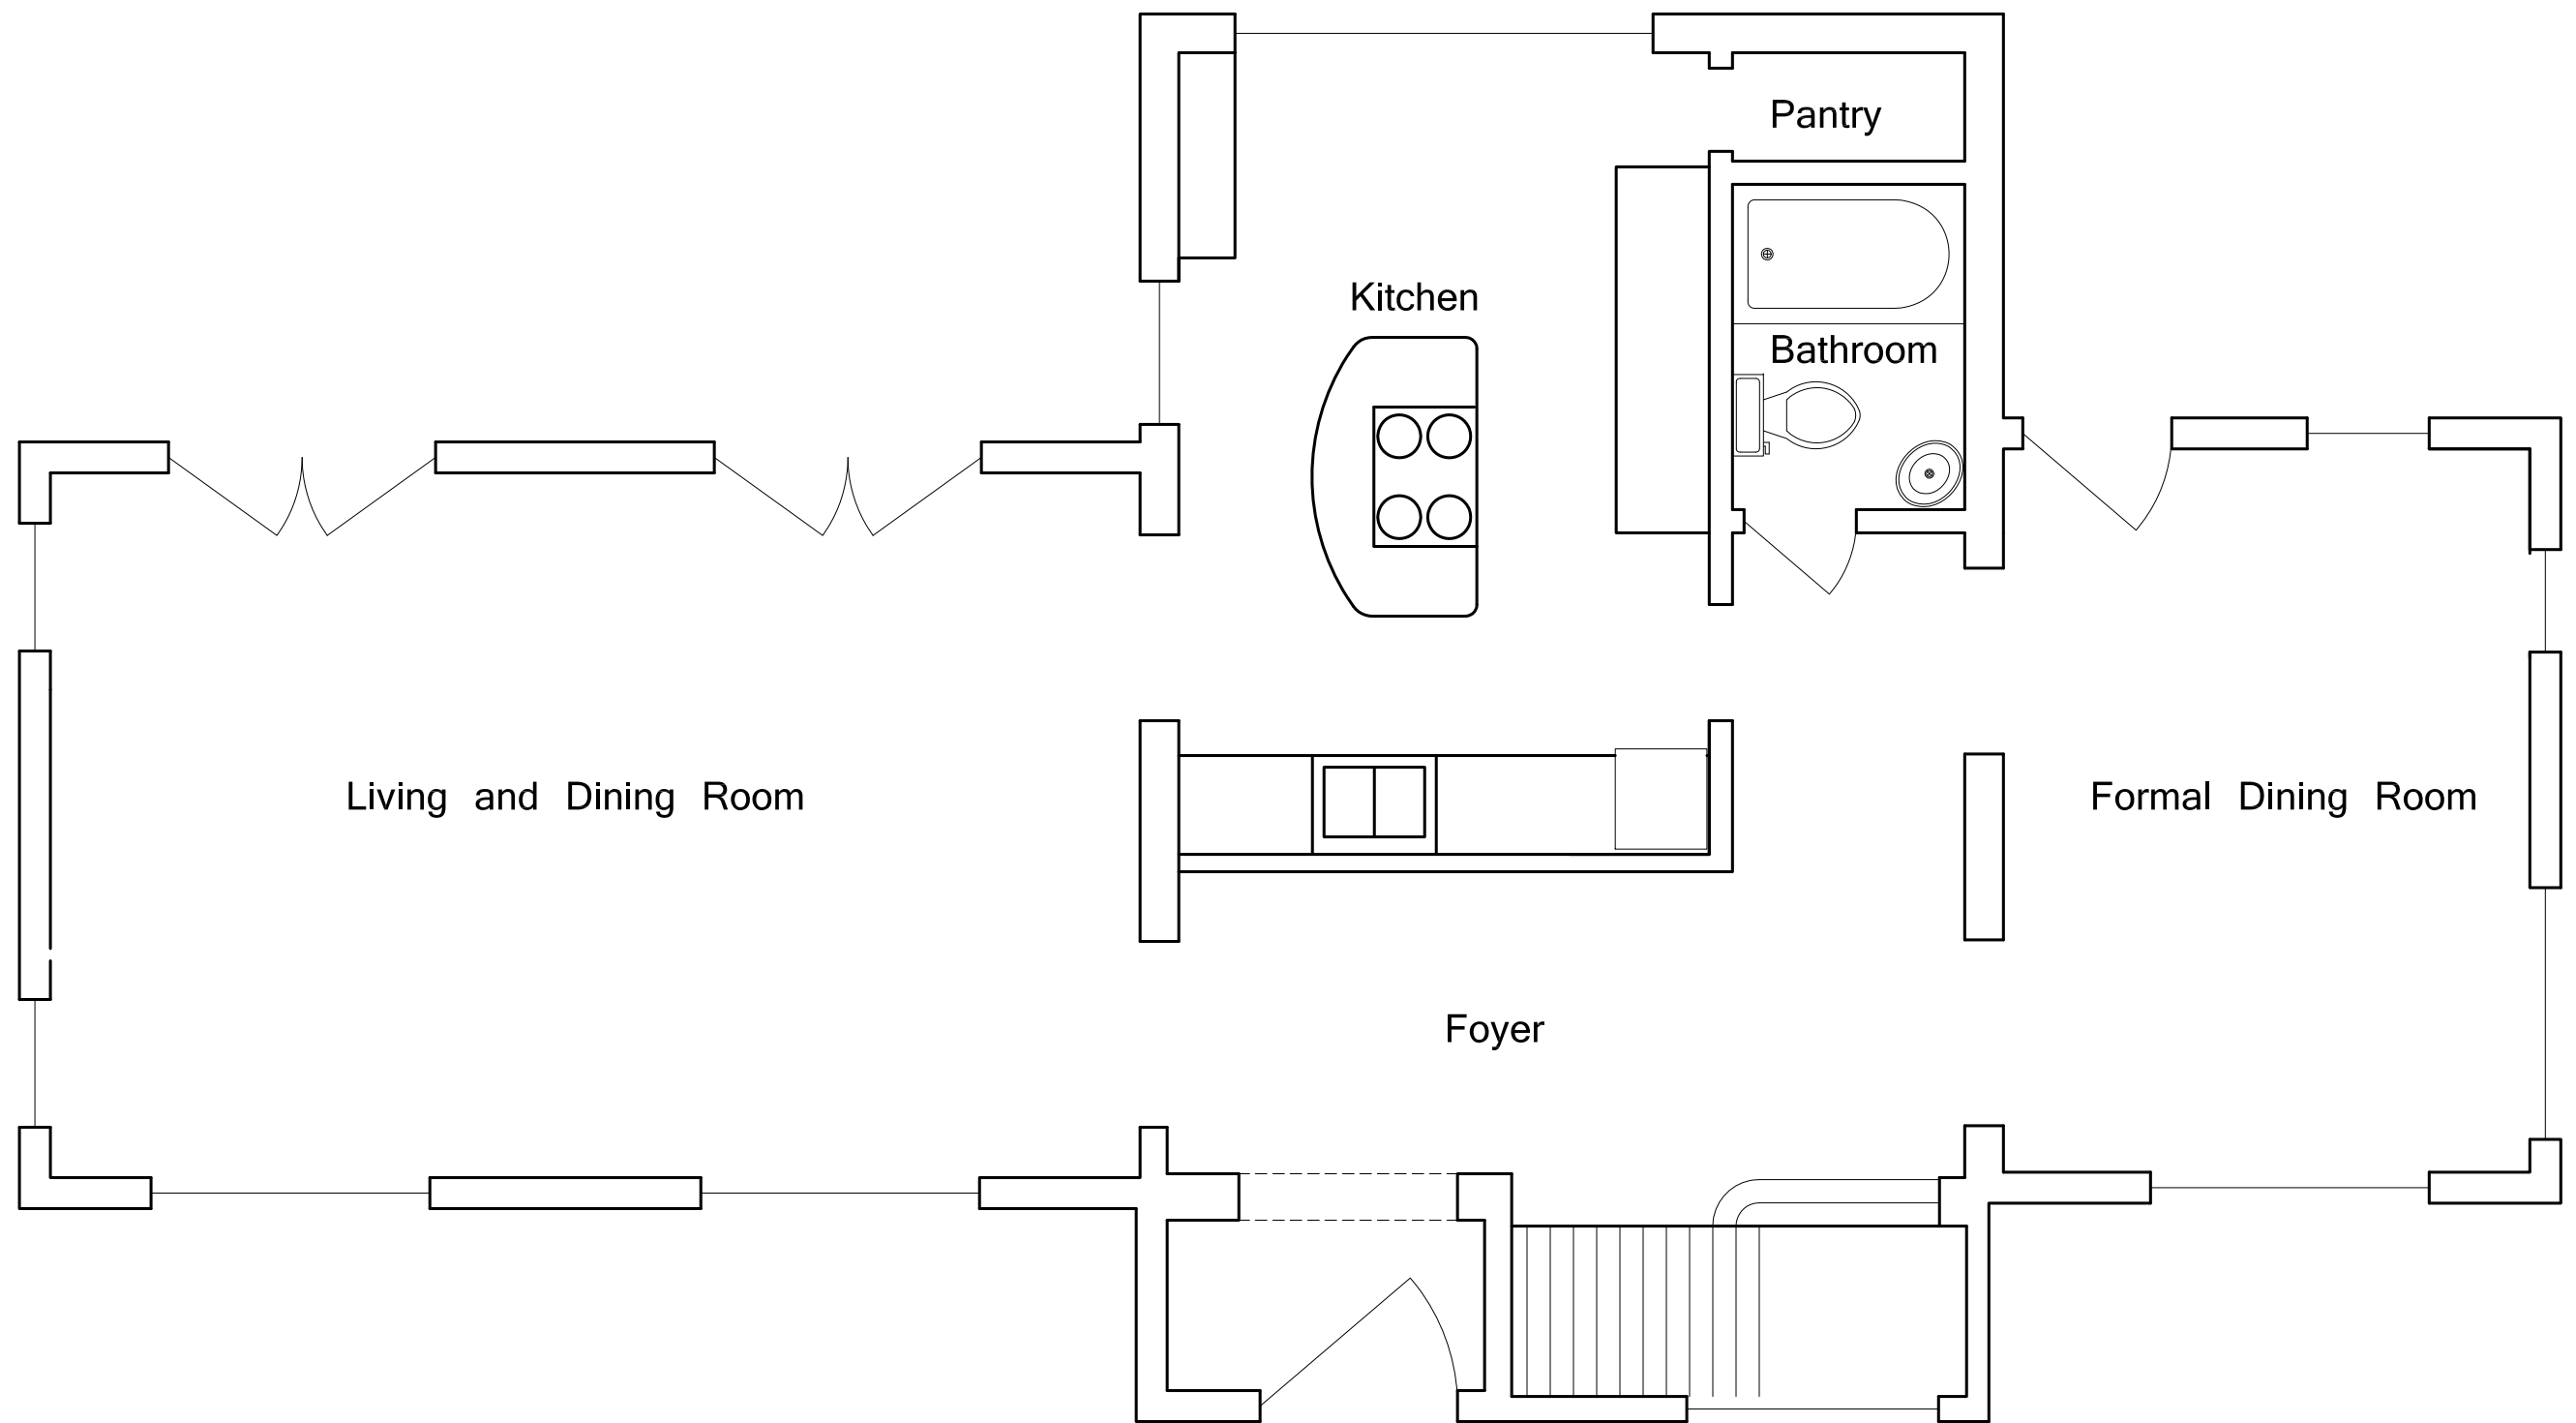 Pantry
Kitchen
Bathroom
Living and Dining Room
Formal Dining Room
Foyer